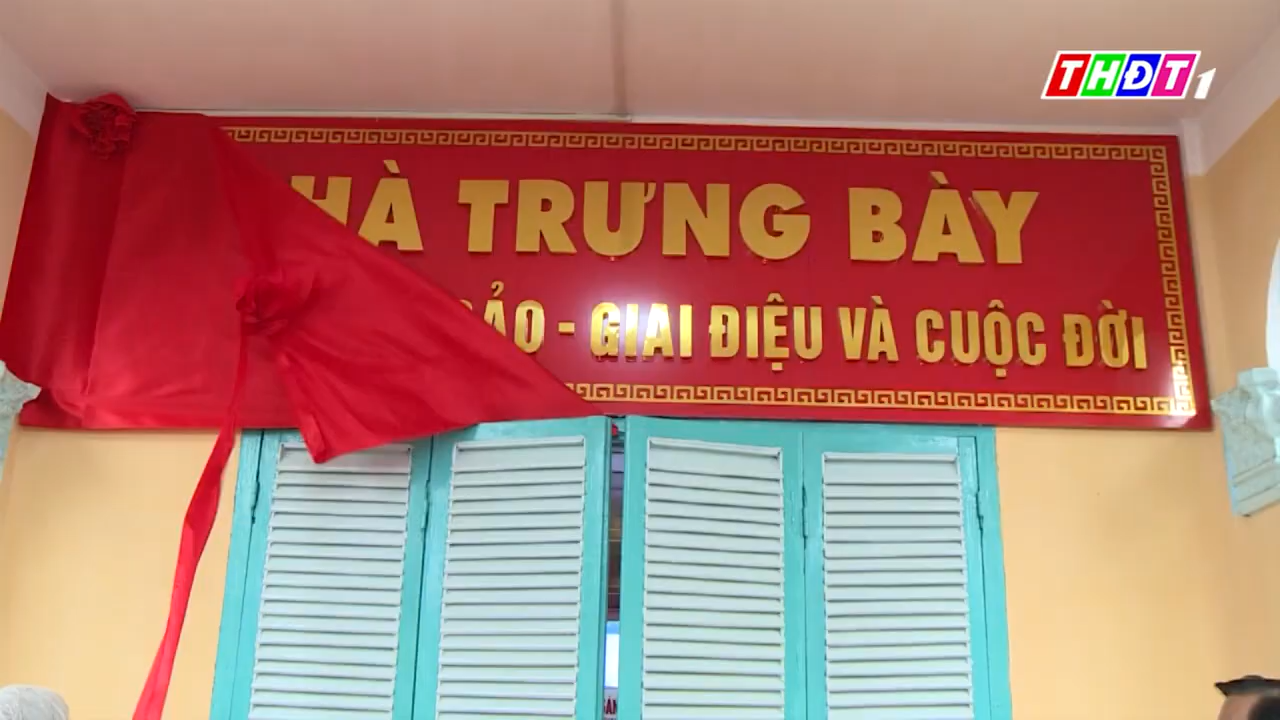 THĐT1
HÀ TRƯNG BÀY
ẢO - GIAI ĐIỆU VÀ CUỘC ĐỜI